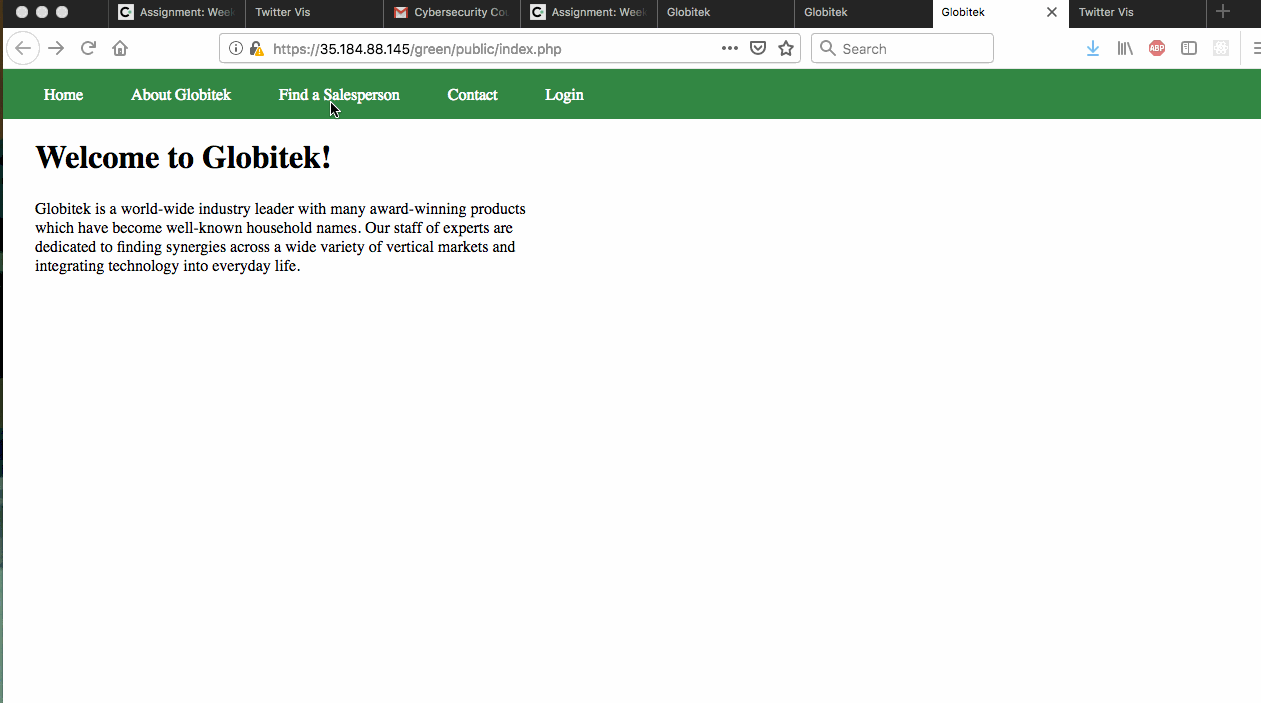 Assignment: Week
Twitter Vis
Cybersecurity Cou
Assignment: Week
Globitek
Globitek
Globitek
Twitter Vis
https://35.184.88.145/green/public/index.php
Search
ABP
Home
About Globitek
Find a Salesperson
Contact
Login
Welcome to Globitek!
Globitek is a world-wide industry leader with many award-winning products
which have become well-known household names. Our staff of experts are
dedicated to finding synergies across a wide variety of vertical markets and
integrating technology into everyday life.